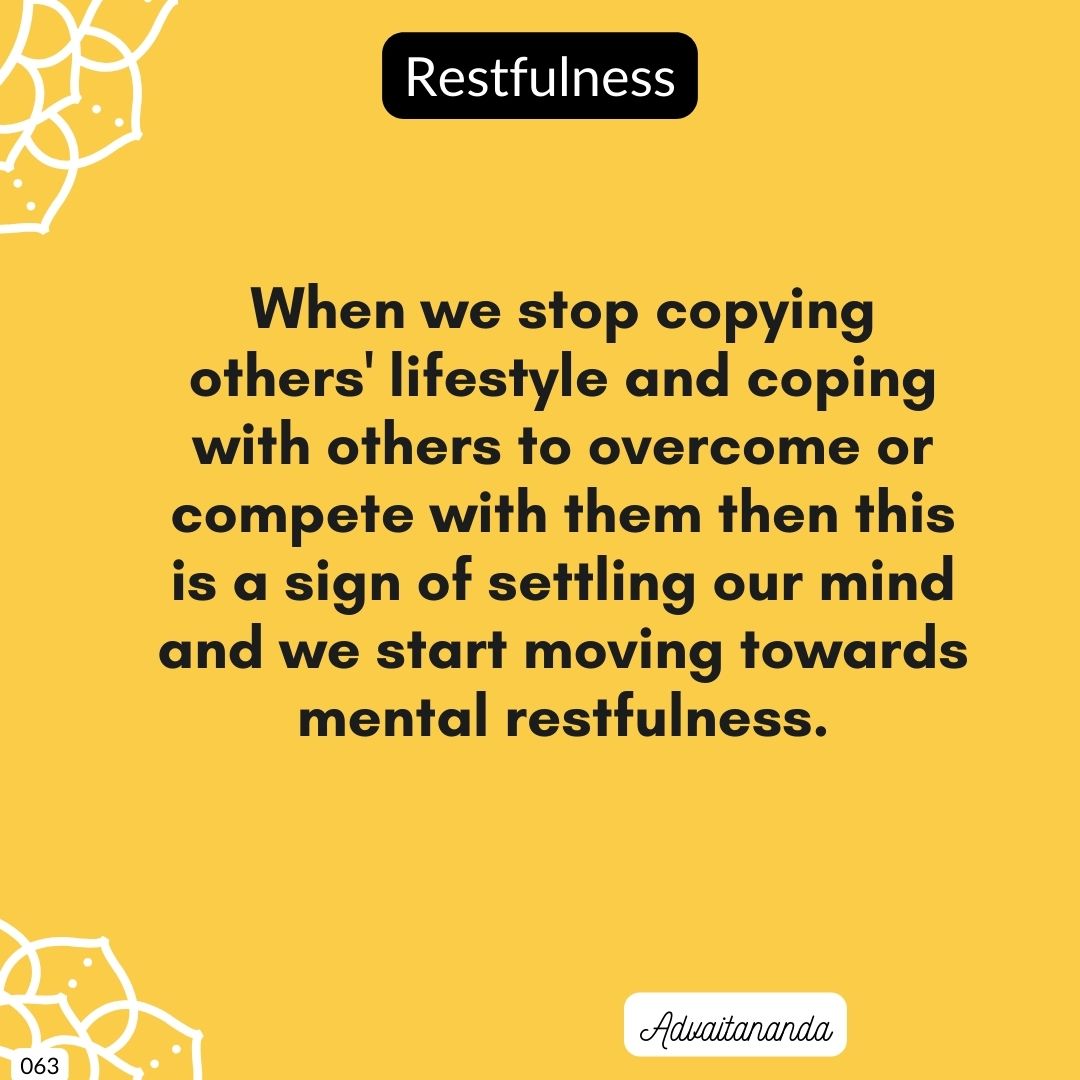 Restfulness
When we stop copying
others' lifestyle and coping
with others to overcome or
compete with them then this
is a sign of settling our mind
and we start moving towards
mental restfulness.
Advaitananda
063